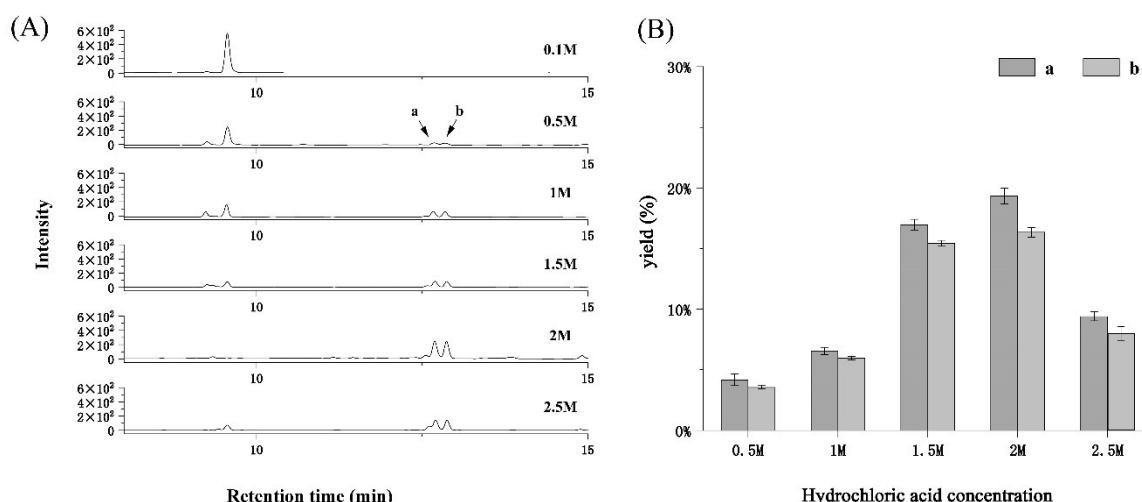 (A)
Intensity
6×10²
4×10²
2×10²
0
0.1M
10
15
6×10²
4×10²
2×10²
0
a
b
0.5M
10
15
6×10²
4×10²
2×10²
0
1M
10
15
6×10²
4×10²
2×10²
0
1.5M
10
15
6×10²
4×10²
2×10²
0
2M
10
15
6×10²
4×10²
2×10²
0
2.5M
10
15
Retention time (min)
(B)
yield (%)
30%
20%
10%
0%
a
b
0.5M
1M
1.5M
2M
2.5M
Hydrochloric acid concentration